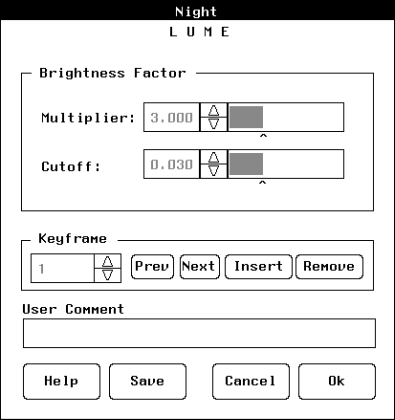 Night
L U M E
Brightness Factor
Multiplier: 3.000
Cutoff: 0.030
Keyframe
1 Prev Next Insert Remove
User Comment
Help Save Cancel Ok